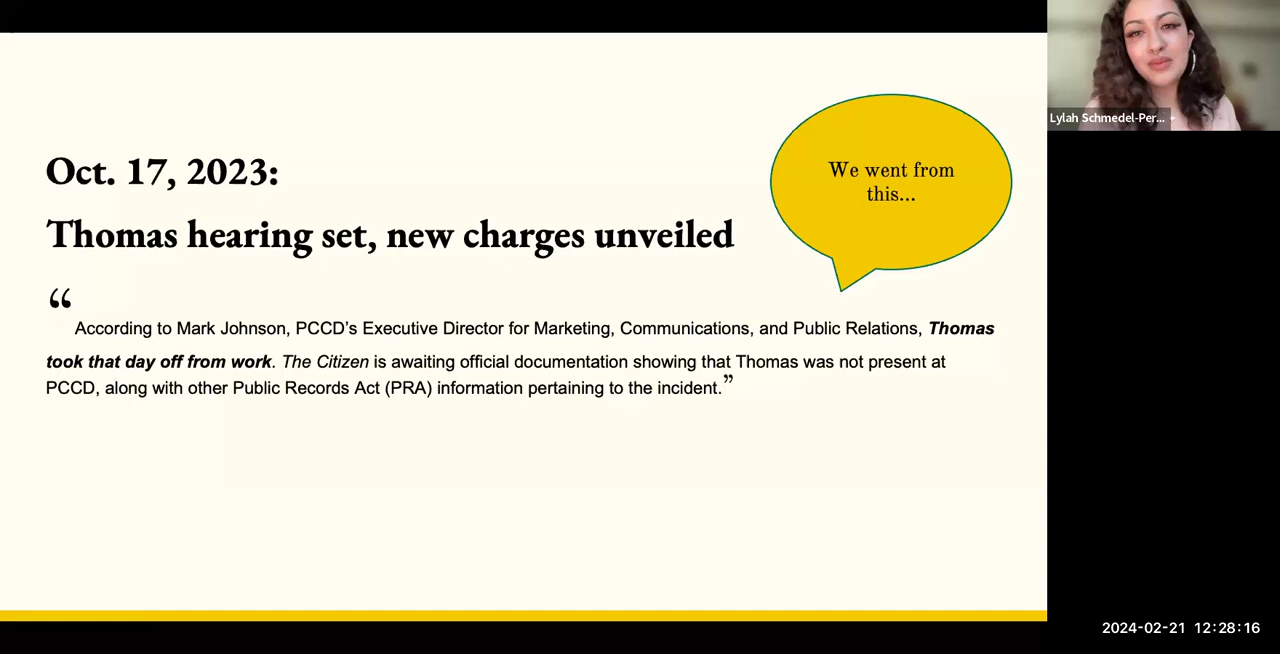 Oct. 17, 2023:
Thomas hearing set, new charges unveiled
We went from
this...
“
According to Mark Johnson, PCCD’s Executive Director for Marketing, Communications, and Public Relations, Thomas
took that day off from work. The Citizen is awaiting official documentation showing that Thomas was not present at
PCCD, along with other Public Records Act (PRA) information pertaining to the incident.”
Lylah Schmedel-Per...
2024-02-21 12:28:16